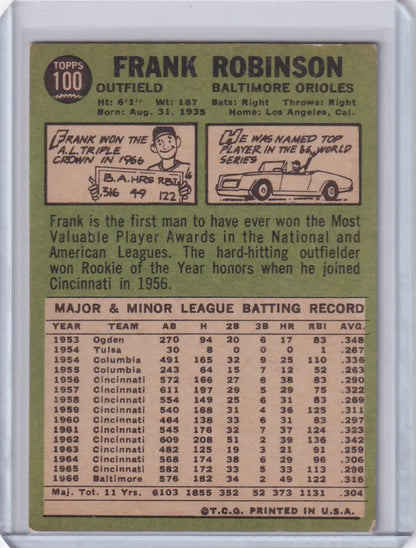 TOPPS
100
FRANK ROBINSON
OUTFIELD BALTIMORE ORIOLES
Ht: 6'1" Wt: 187 Bats: Right Throws: Right
Born: Aug. 31, 1935 Home: Los Angeles, Cal.
FRANK WON THE
A.L. TRIPLE
CROWN IN 1966
B.A. HRS RBI
.316 49 122
HE WAS NAMED TOP
PLAYER IN THE '66 WORLD
SERIES
Frank is the first man to have ever won the Most
Valuable Player Awards in the National and
American Leagues. The hard-hitting outfielder
won Rookie of the Year honors when he joined
Cincinnati in 1956.
MAJOR & MINOR LEAGUE BATTING RECORD
YEAR TEAM AB H 2B 3B HR RBI AVG.
1953 Ogden 270 94 20 6 17 83 .348
1954 Tulsa 30 8 0 0 0 1 .267
1954 Columbia 491 165 32 9 25 110 .336
1955 Columbia 243 64 15 7 12 52 .263
1956 Cincinnati 572 166 27 6 38 83 .290
1957 Cincinnati 611 197 29 5 29 75 .322
1958 Cincinnati 554 149 25 6 31 83 .269
1959 Cincinnati 540 168 31 4 36 125 .311
1960 Cincinnati 464 138 33 6 31 83 .297
1961 Cincinnati 545 176 32 7 37 124 .323
1962 Cincinnati 609 208 51 2 39 136 .342
1963 Cincinnati 482 125 19 3 21 91 .259
1964 Cincinnati 568 174 38 6 29 96 .306
1965 Cincinnati 582 172 33 5 33 113 .296
1966 Baltimore 576 182 34 2 49 122 .316
Maj. Tot. 11 Yrs. 6103 1855 352 52 373 1131 .304
©T.C.G. PRINTED IN U.S.A.